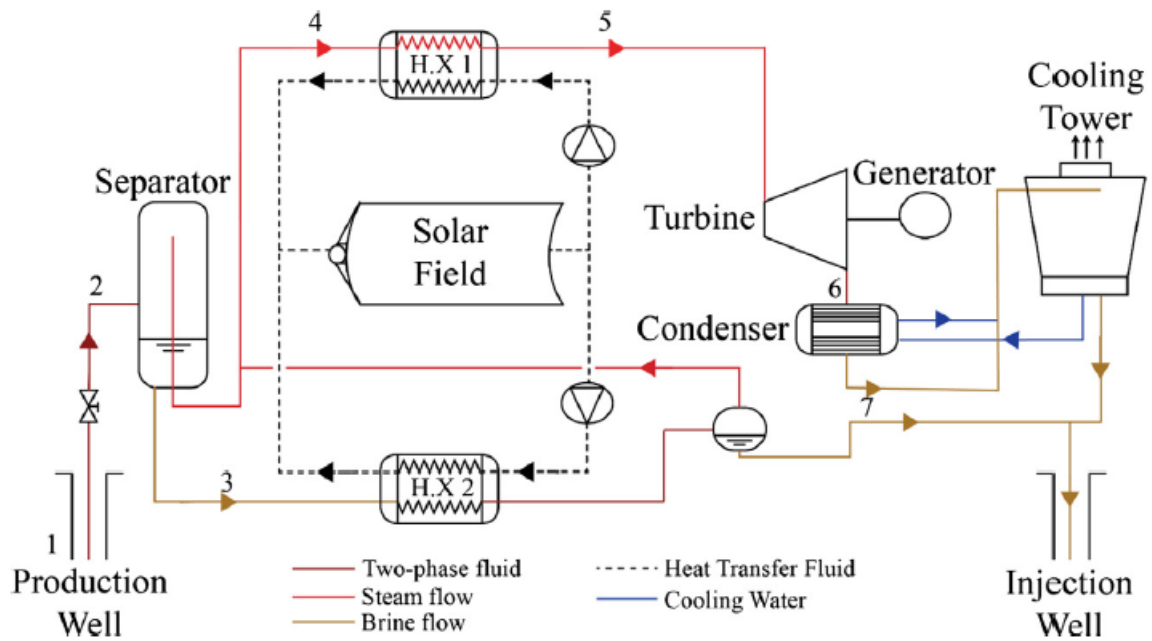 4
5
H.X 1
Cooling
Tower
Separator
Generator
Turbine
Solar
Field
2
6
Condenser
7
3
H.X 2
1
Production
Well
Injection
Well
Two-phase fluid
Steam flow
Brine flow
Heat Transfer Fluid
Cooling Water